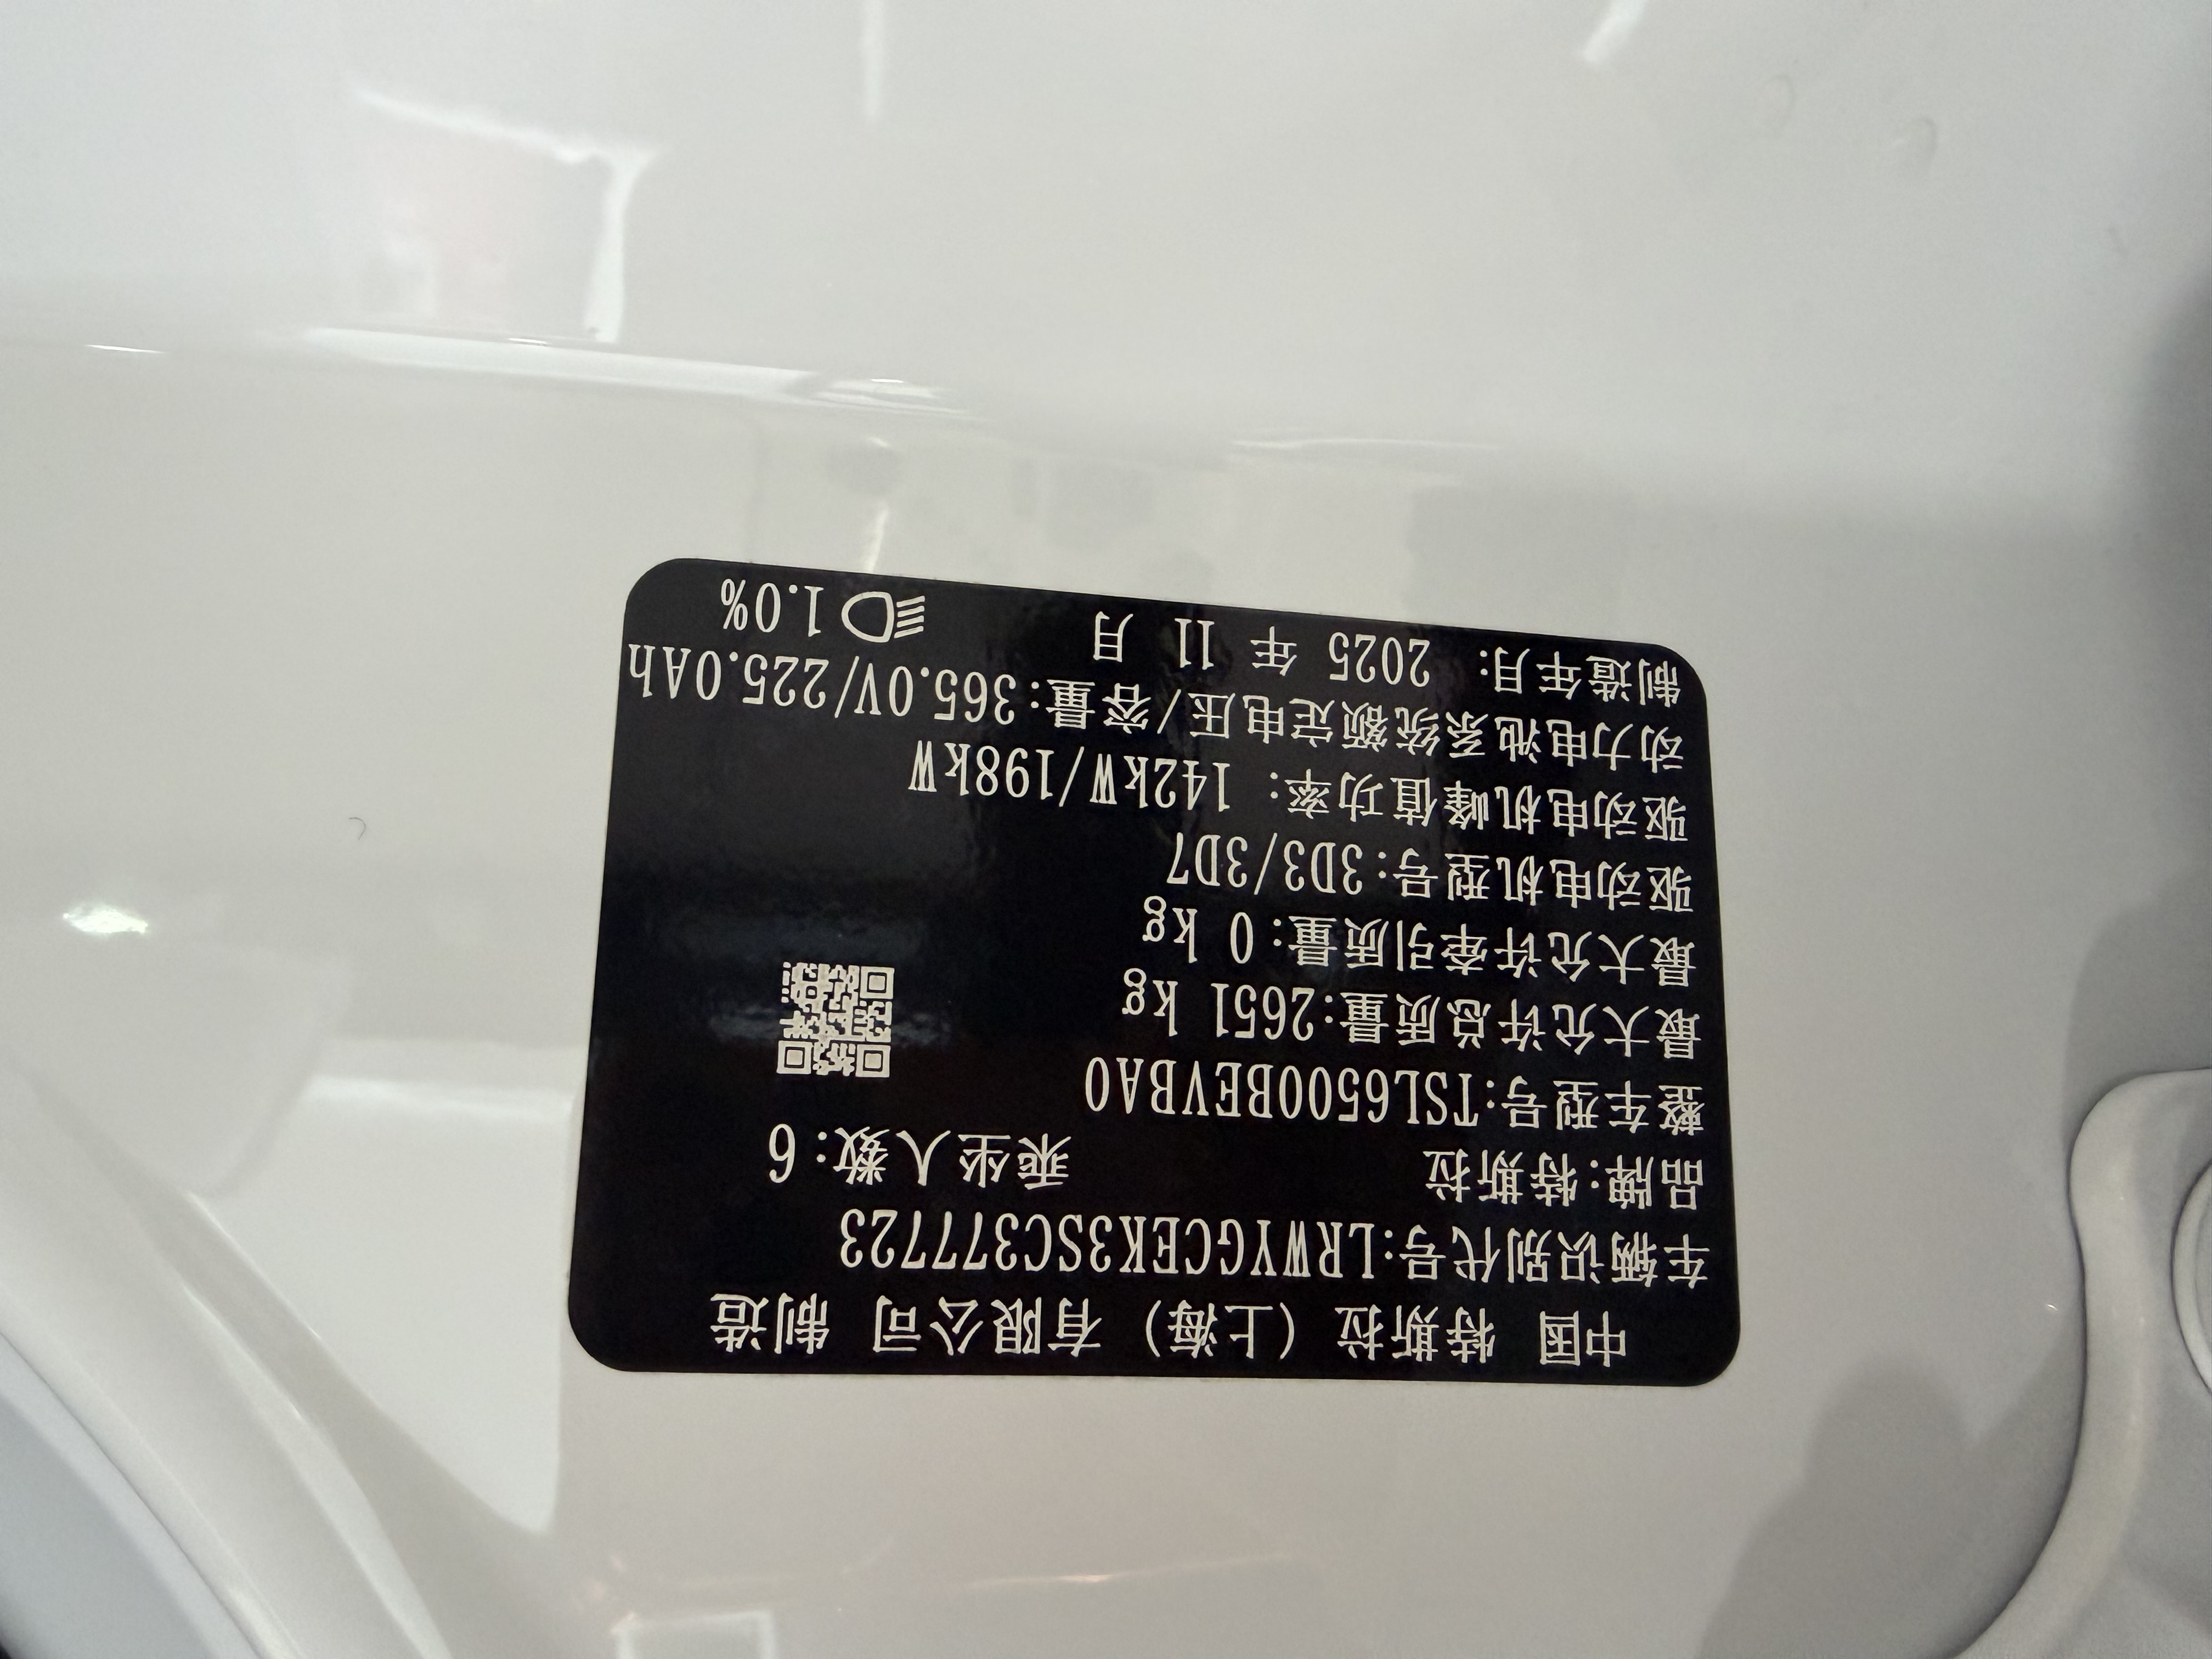 中国 特斯拉（上海）有限公司 制造
车辆识别代号:LRWYGCEK3SC377723
品牌:特斯拉 乘坐人数:6
整车型号:TSL6500BEVBA0
最大允许总质量:2651 kg
最大允许牵引质量:0 kg
驱动电机型号:3D3/3D7
驱动电机峰值功率: 142kW/198kW
动力电池系统额定电压/容量:365.0V/225.0Ah
制造年月: 2025 年 11 月 1.0%